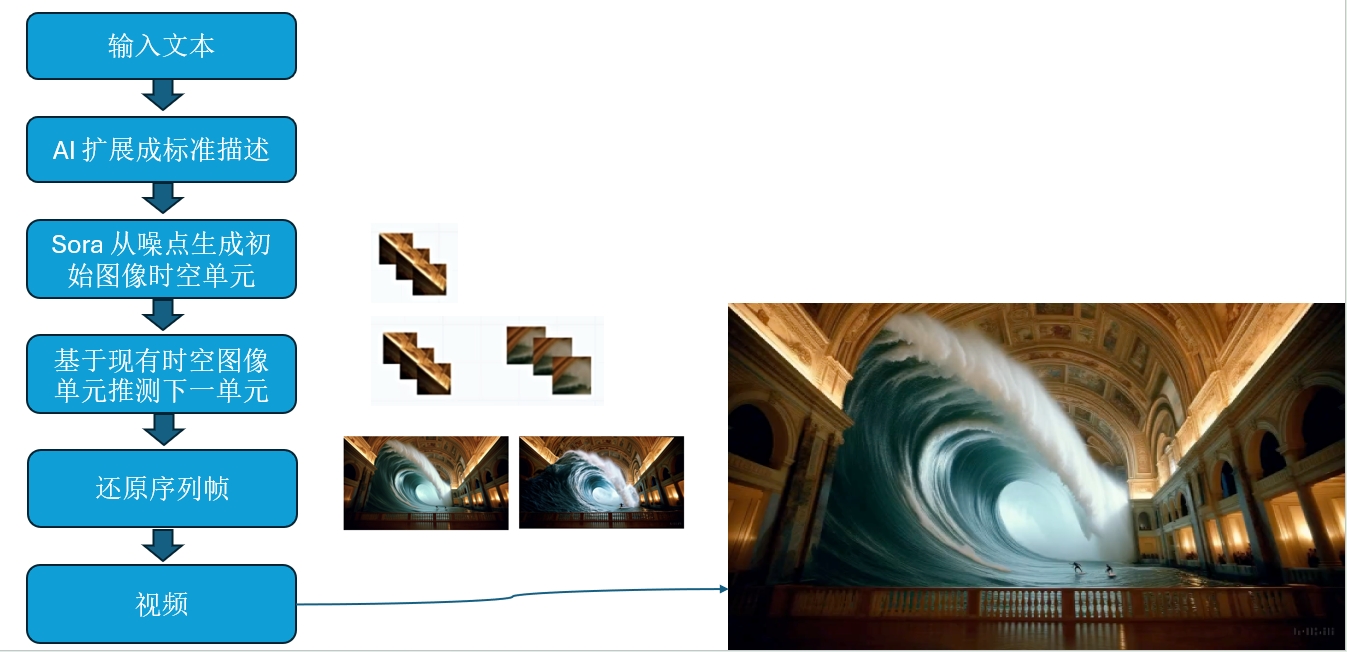 输入文本
AI 扩展成标准描述
Sora 从噪点生成初
始图像时空单元
基于现有时空图像
单元推测下一单元
还原序列帧
视频